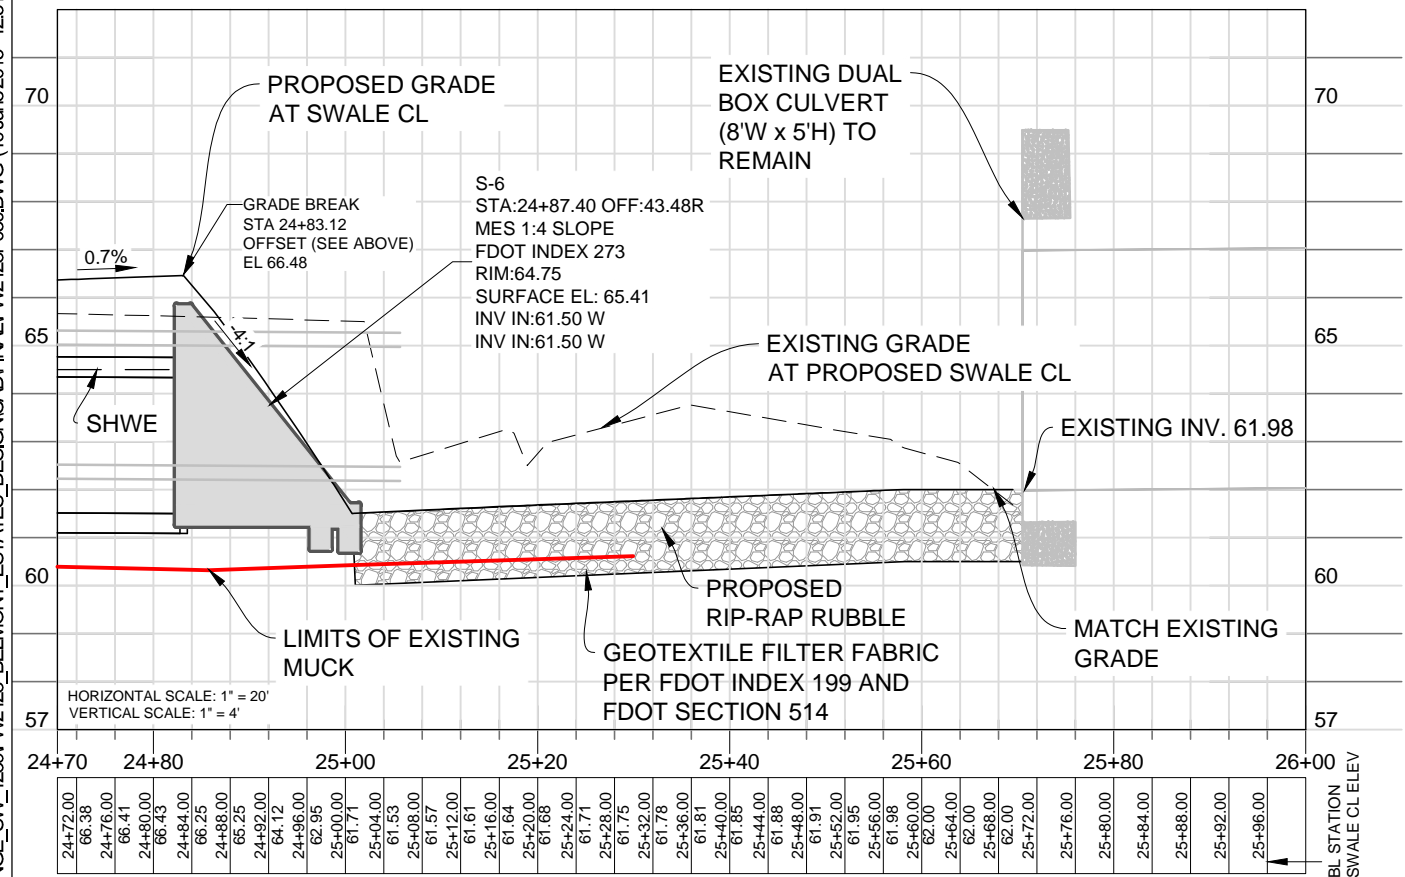 PROPOSED GRADE
AT SWALE CL
EXISTING DUAL
BOX CULVERT
(8'W x 5'H) TO
REMAIN
70
70
GRADE BREAK
STA 24+83.12
OFFSET (SEE ABOVE)
EL 66.48
S-6
STA:24+87.40 OFF:43.48R
MES 1:4 SLOPE
FDOT INDEX 273
RIM:64.75
SURFACE EL: 65.41
INV IN:61.50 W
INV IN:61.50 W
0.7%
4:1
65
65
EXISTING GRADE
AT PROPOSED SWALE CL
SHWE
EXISTING INV. 61.98
60
60
PROPOSED
RIP-RAP RUBBLE
LIMITS OF EXISTING
MUCK
MATCH EXISTING
GRADE
GEOTEXTILE FILTER FABRIC
PER FDOT INDEX 199 AND
FDOT SECTION 514
HORIZONTAL SCALE: 1" = 20'
VERTICAL SCALE: 1" = 4'
57
57
24+70
24+80
25+00
25+20
25+40
25+60
25+80
26+00
24+72.00
66.38
24+76.00
66.41
24+80.00
66.43
24+84.00
66.25
24+88.00
65.25
24+92.00
64.12
24+96.00
62.95
25+00.00
61.71
25+04.00
61.53
25+08.00
61.57
25+12.00
61.61
25+16.00
61.64
25+20.00
61.68
25+24.00
61.71
25+28.00
61.75
25+32.00
61.78
25+36.00
61.81
25+40.00
61.85
25+44.00
61.88
25+48.00
61.91
25+52.00
61.95
25+56.00
61.98
25+60.00
62.00
25+64.00
62.00
25+68.00
62.00
25+72.00
25+76.00
25+80.00
25+84.00
25+88.00
25+92.00
25+96.00
BL STATION
SWALE CL ELEV